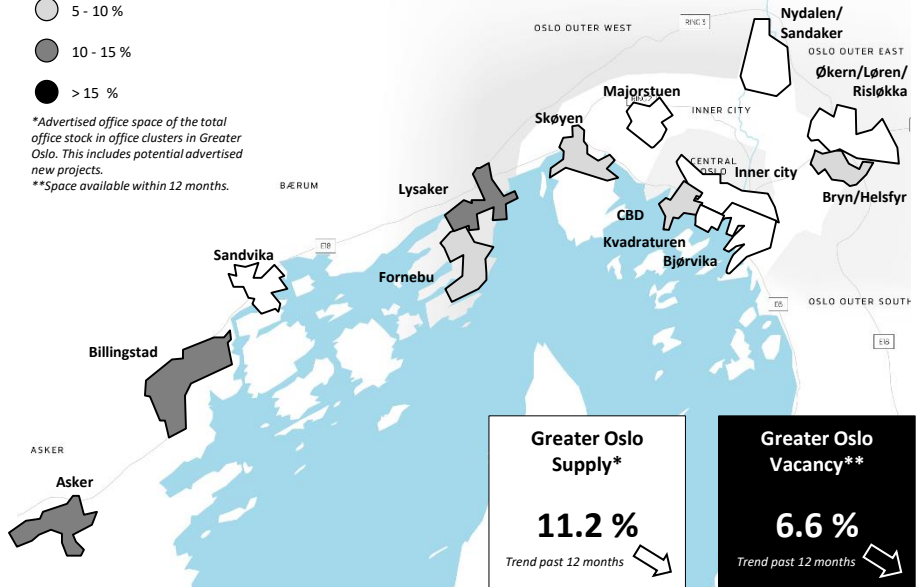 5 - 10 %
10 - 15 %
> 15 %
*Advertised office space of the total
office stock in office clusters in Greater
Oslo. This includes potential advertised
new projects.
**Space available within 12 months.
OSLO OUTER WEST
RING 3
Nydalen/
Sandaker
OSLO OUTER EAST
Økern/Løren/
Risløkka
Majorstuen
INNER CITY
Skøyen
CENTRAL
OSLO
Inner city
Bryn/Helsfyr
BÆRUM
Lysaker
CBD
Kvadraturen
Bjørvika
Sandvika
E18
Fornebu
E6
OSLO OUTER SOUTH
E18
Billingstad
ASKER
Asker
Greater Oslo
Supply*
11.2 %
Trend past 12 months
Greater Oslo
Vacancy**
6.6 %
Trend past 12 months